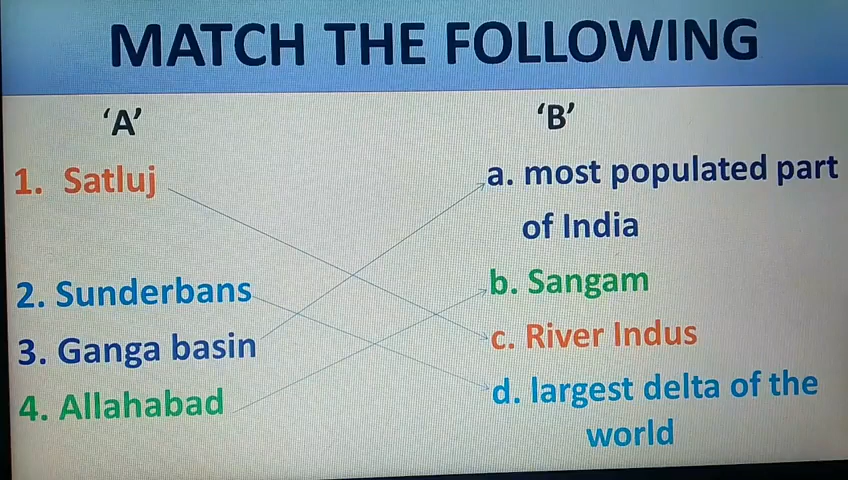 MATCH THE FOLLOWING
‘A’ ‘B’
1. Satluj a. most populated part
of India
2. Sunderbans b. Sangam
3. Ganga basin c. River Indus
4. Allahabad d. largest delta of the
world